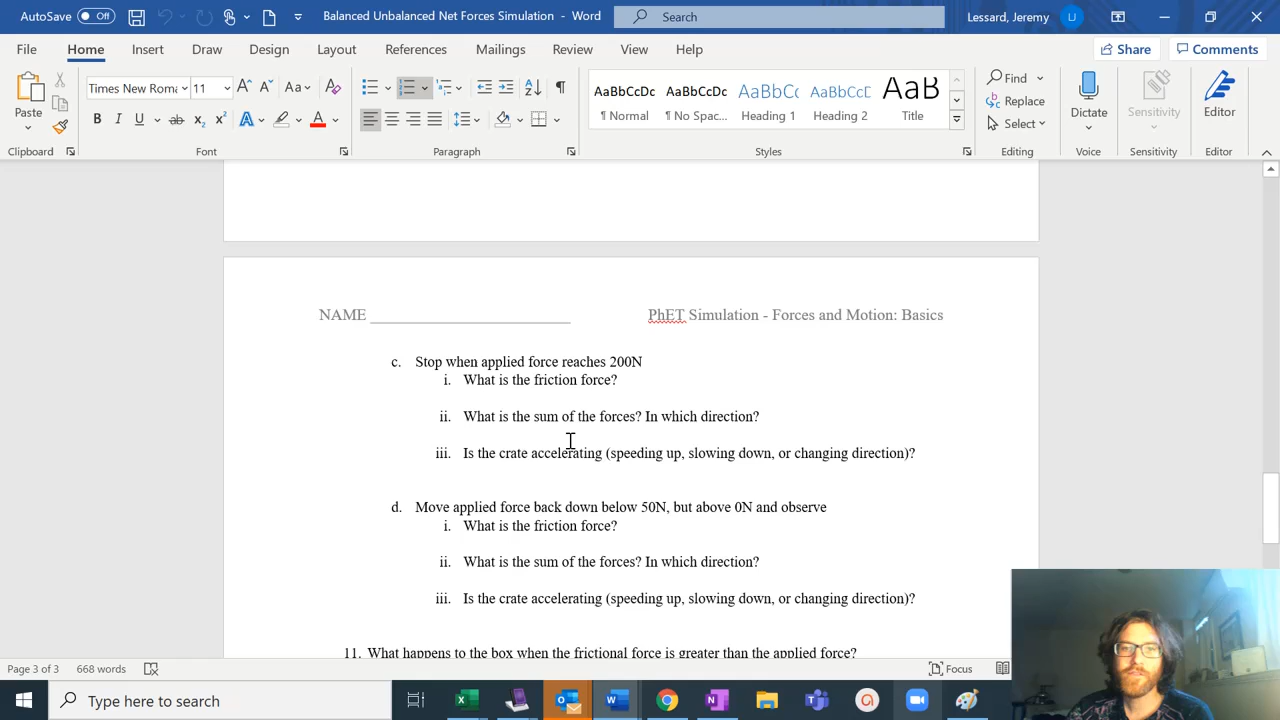 AutoSave Off Balanced Unbalanced Net Forces Simulation - Word Search Lessard, Jeremy LJ
File Home Insert Draw Design Layout References Mailings Review View Help Share Comments
Paste Times New Roma 11 A A Aa A AaBbCcDc AaBbCcDc AaBbCc AaBbCcD AaB Find Replace Select Dictate Sensitivity Editor
B I U ab x₂ x² A A ¶ Normal ¶ No Spac... Heading 1 Heading 2 Title
Clipboard Font Paragraph Styles Editing Voice Sensitivity Editor
NAME ________________________ PhET Simulation - Forces and Motion: Basics
c. Stop when applied force reaches 200N
i. What is the friction force?
ii. What is the sum of the forces? In which direction?
iii. Is the crate accelerating (speeding up, slowing down, or changing direction)?
d. Move applied force back down below 50N, but above 0N and observe
i. What is the friction force?
ii. What is the sum of the forces? In which direction?
iii. Is the crate accelerating (speeding up, slowing down, or changing direction)?
11. What happens to the box when the frictional force is greater than the applied force?
Page 3 of 3 668 words Focus
Type here to search